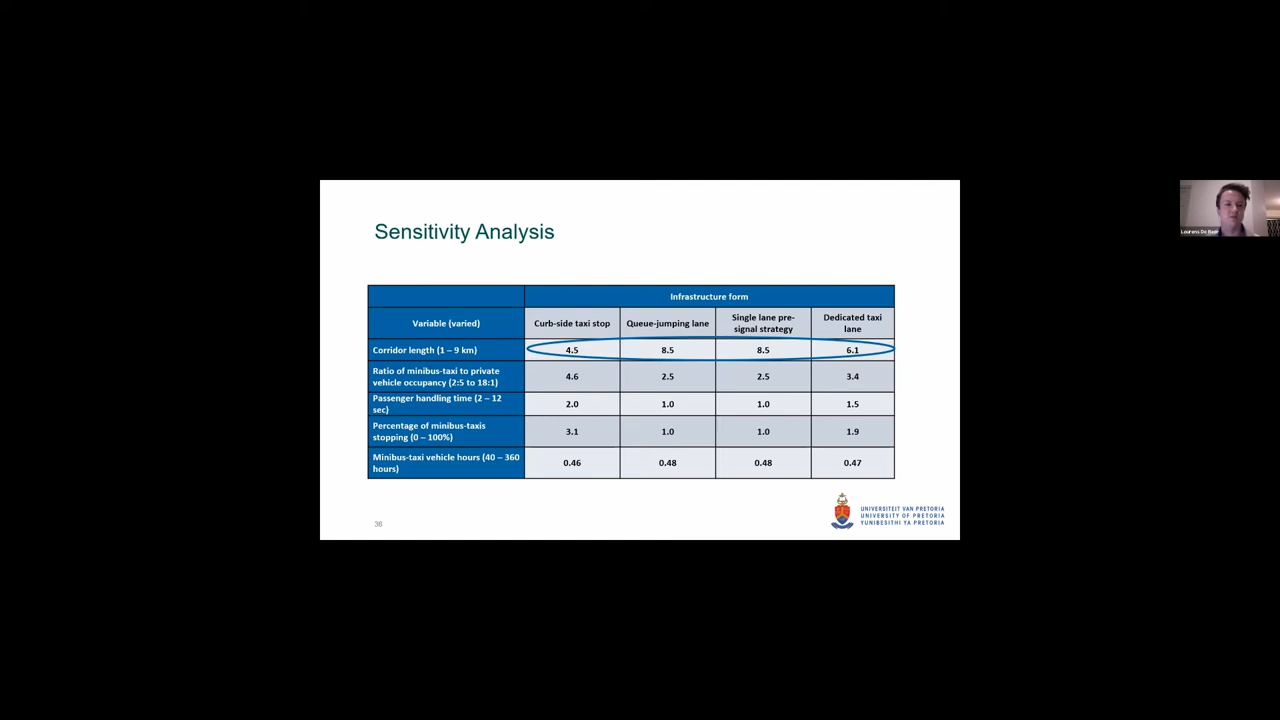 Sensitivity Analysis
Infrastructure form
Variable (varied) Curb-side taxi stop Queue-jumping lane Single lane pre-signal strategy Dedicated taxi lane
Corridor length (1 – 9 km) 4.5 8.5 8.5 6.1
Ratio of minibus-taxi to private vehicle occupancy (2:5 to 18:1) 4.6 2.5 2.5 3.4
Passenger handling time (2 – 12 sec) 2.0 1.0 1.0 1.5
Percentage of minibus-taxis stopping (0 – 100%) 3.1 1.0 1.0 1.9
Minibus-taxi vehicle hours (40 – 360 hours) 0.46 0.48 0.48 0.47
36
UNIVERSITEIT VAN PRETORIA
UNIVERSITY OF PRETORIA
YUNIBESITHI YA PRETORIA
Lourens De